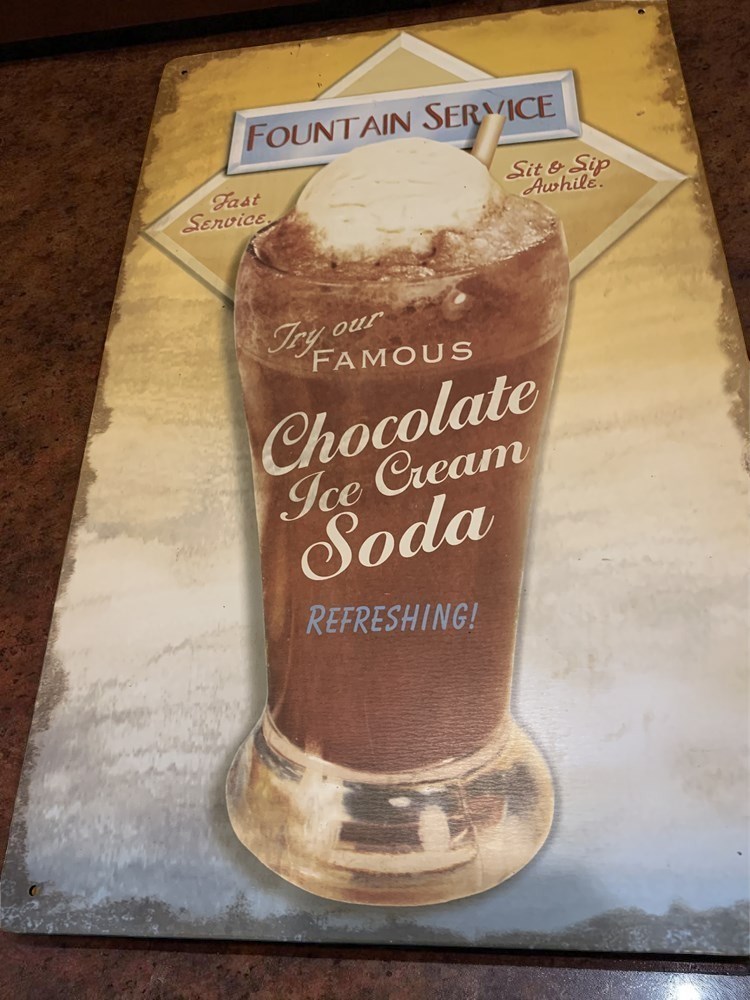 FOUNTAIN SERVICE
Fast
Service.
Sit & Sip
Awhile.
Try our
FAMOUS
Chocolate
Ice Cream
Soda
REFRESHING!